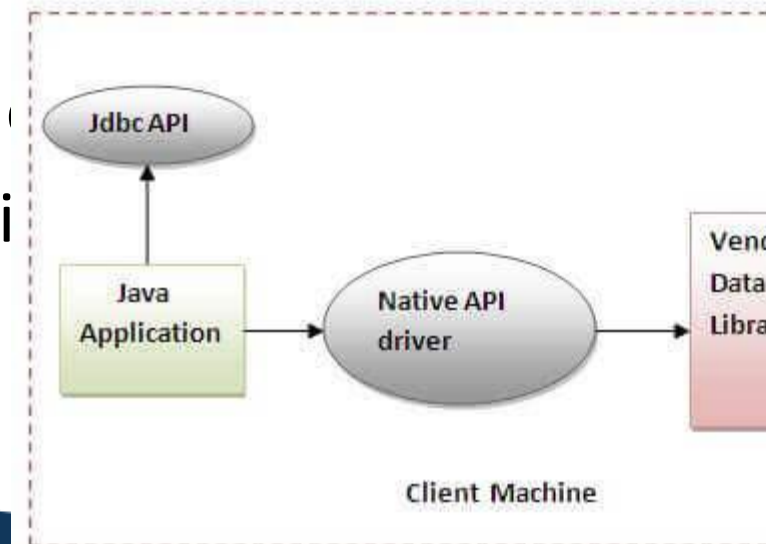 Jdbc API
Java
Application
Native API
driver
Client Machine